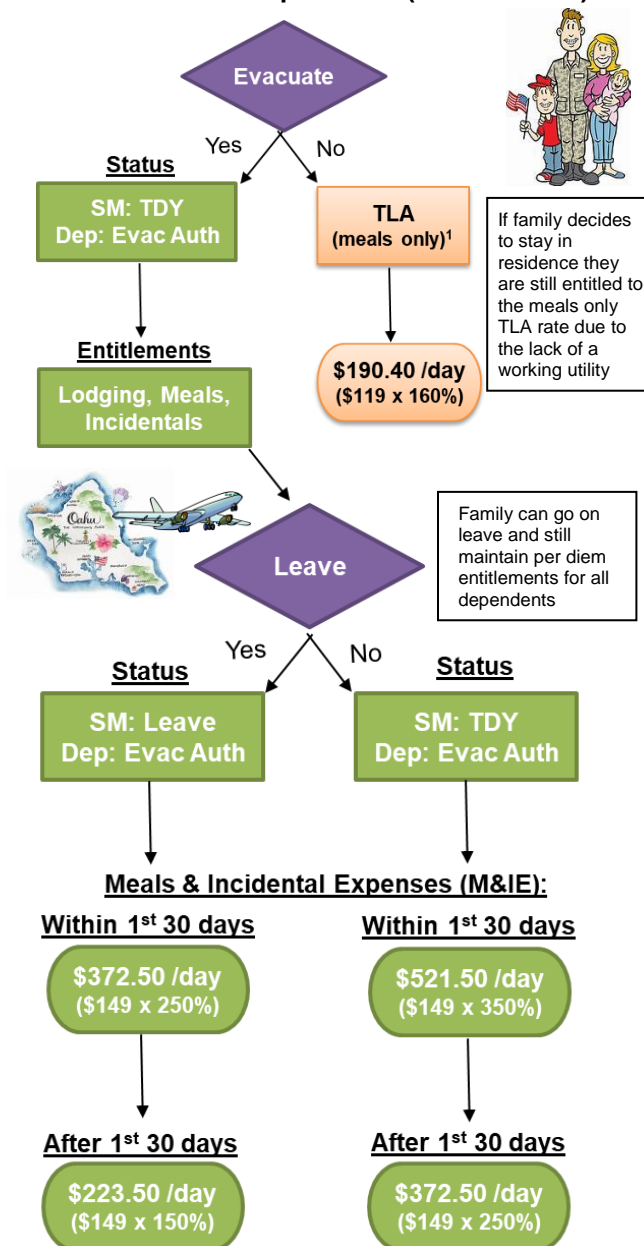 Evacuate
Yes
No
Status
SM: TDY
Dep: Evac Auth
TLA
(meals only)1
If family decides
to stay in
residence they
are still entitled to
the meals only
TLA rate due to
the lack of a
working utility
$190.40 /day
($119 x 160%)
Entitlements
Lodging, Meals,
Incidentals
Oahu
Leave
Family can go on
leave and still
maintain per diem
entitlements for all
dependents
Yes
No
Status
SM: Leave
Dep: Evac Auth
Status
SM: TDY
Dep: Evac Auth
Meals & Incidental Expenses (M&IE):
Within 1st 30 days
$372.50 /day
($149 x 250%)
Within 1st 30 days
$521.50 /day
($149 x 350%)
After 1st 30 days
$223.50 /day
($149 x 150%)
After 1st 30 days
$372.50 /day
($149 x 250%)